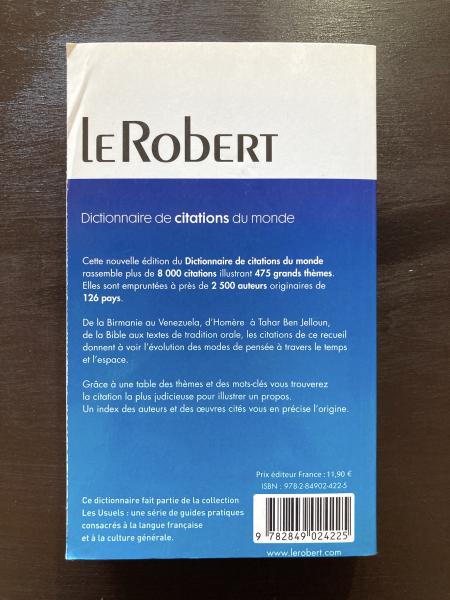 LE ROBERT
Dictionnaire de citations du monde
Cette nouvelle édition du Dictionnaire de citations du monde
rassemble plus de 8 000 citations illustrant 475 grands thèmes.
Elles sont empruntées à près de 2 500 auteurs originaires de
126 pays.
De la Birmanie au Venezuela, d'Homère à Tahar Ben Jelloun,
de la Bible aux textes de tradition orale, les citations de ce recueil
donnent à voir l'évolution des modes de pensée à travers le temps
et l'espace.
Grâce à une table des thèmes et des mots-clés vous trouverez
la citation la plus judicieuse pour illustrer un propos.
Un index des auteurs et des œuvres cités vous en précise l'origine.
Prix éditeur France : 11,90 €
ISBN : 978-2-84902-422-5
Ce dictionnaire fait partie de la collection
Les Usuels : une série de guides pratiques
consacrés à la langue française
et à la culture générale.
9 782849 024225
www.lerobert.com